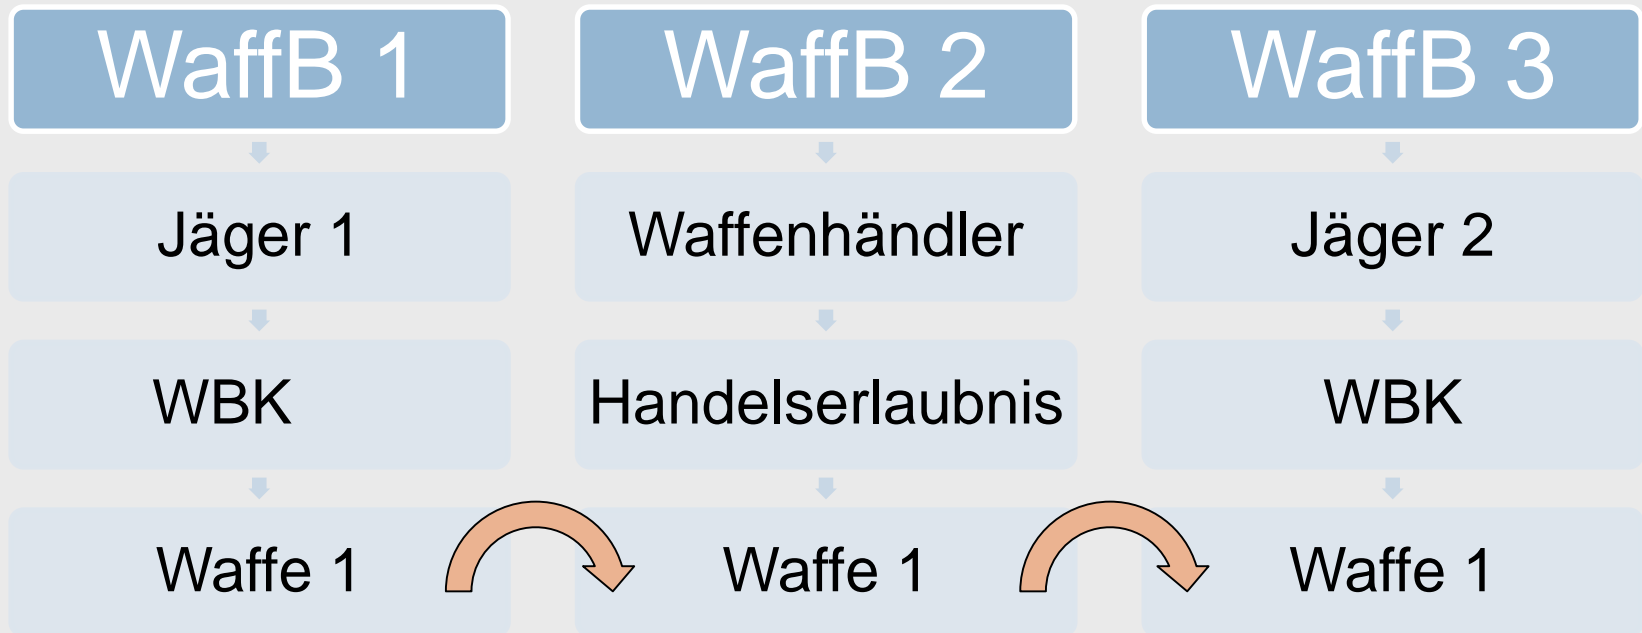 WaffB 1
WaffB 2
WaffB 3
Jäger 1
Waffenhändler
Jäger 2
WBK
Handelserlaubnis
WBK
Waffe 1
Waffe 1
Waffe 1